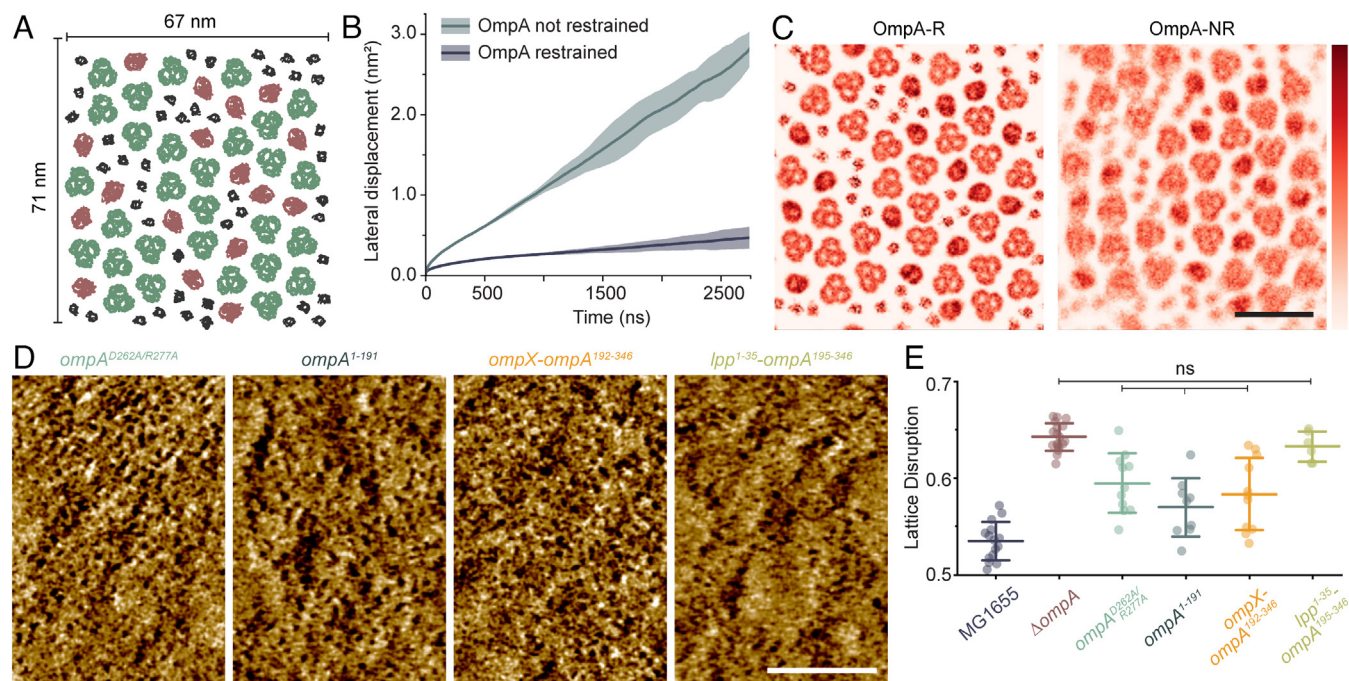 A
67 nm
71 nm
B
OmpA not restrained
OmpA restrained
Lateral displacement (nm²)
3.0
2.0
1.0
0.0
0
500
1500
2500
Time (ns)
C
OmpA-R
OmpA-NR
D
ompA^D262A/R277A
ompA^1-191
ompX-ompA^192-346
lpp^1-35-ompA^195-346
E
ns
Lattice Disruption
0.7
0.6
0.5
MG1655
ΔompA
ompA^D262A/
R277A
ompA^1-191
ompX-
ompA^192-346
lpp^1-35-
ompA^195-346